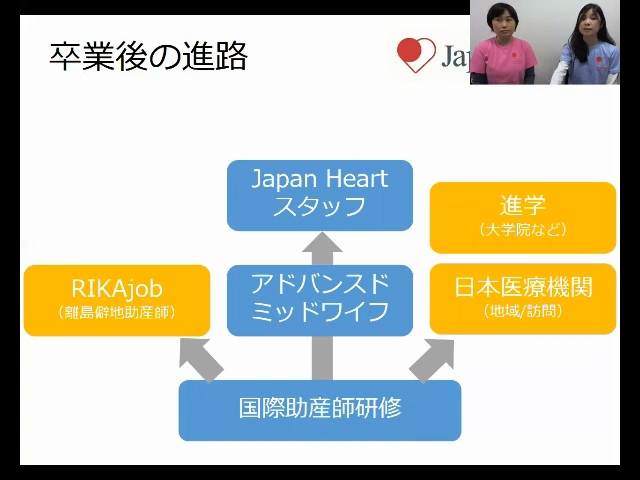 卒業後の進路
Jap
Japan Heart
スタッフ
進学
（大学院など）
RIKAjob
（離島僻地助産師）
アドバンスド
ミッドワイフ
日本医療機関
（地域/訪問）
国際助産師研修